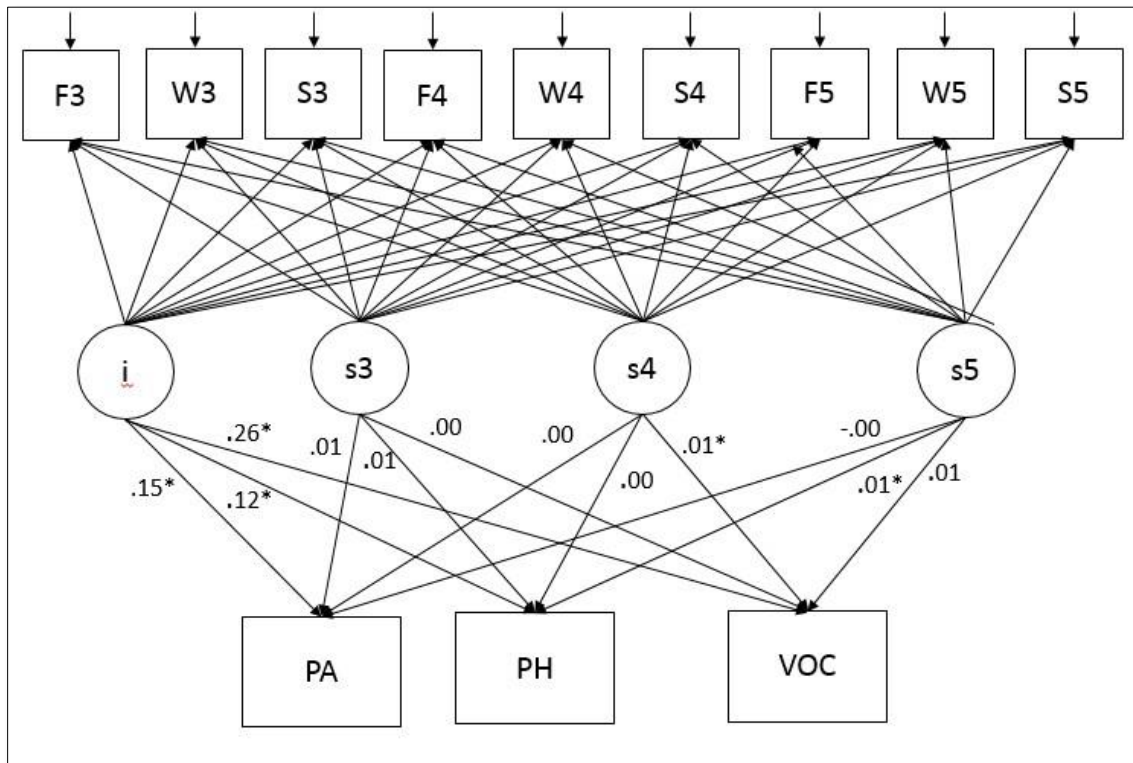 F3
W3
S3
F4
W4
S4
F5
W5
S5
i
s3
s4
s5
.26*
.01
.01
.00
.00
.01*
-.00
.15*
.12*
.00
.01*
.01
PA
PH
VOC